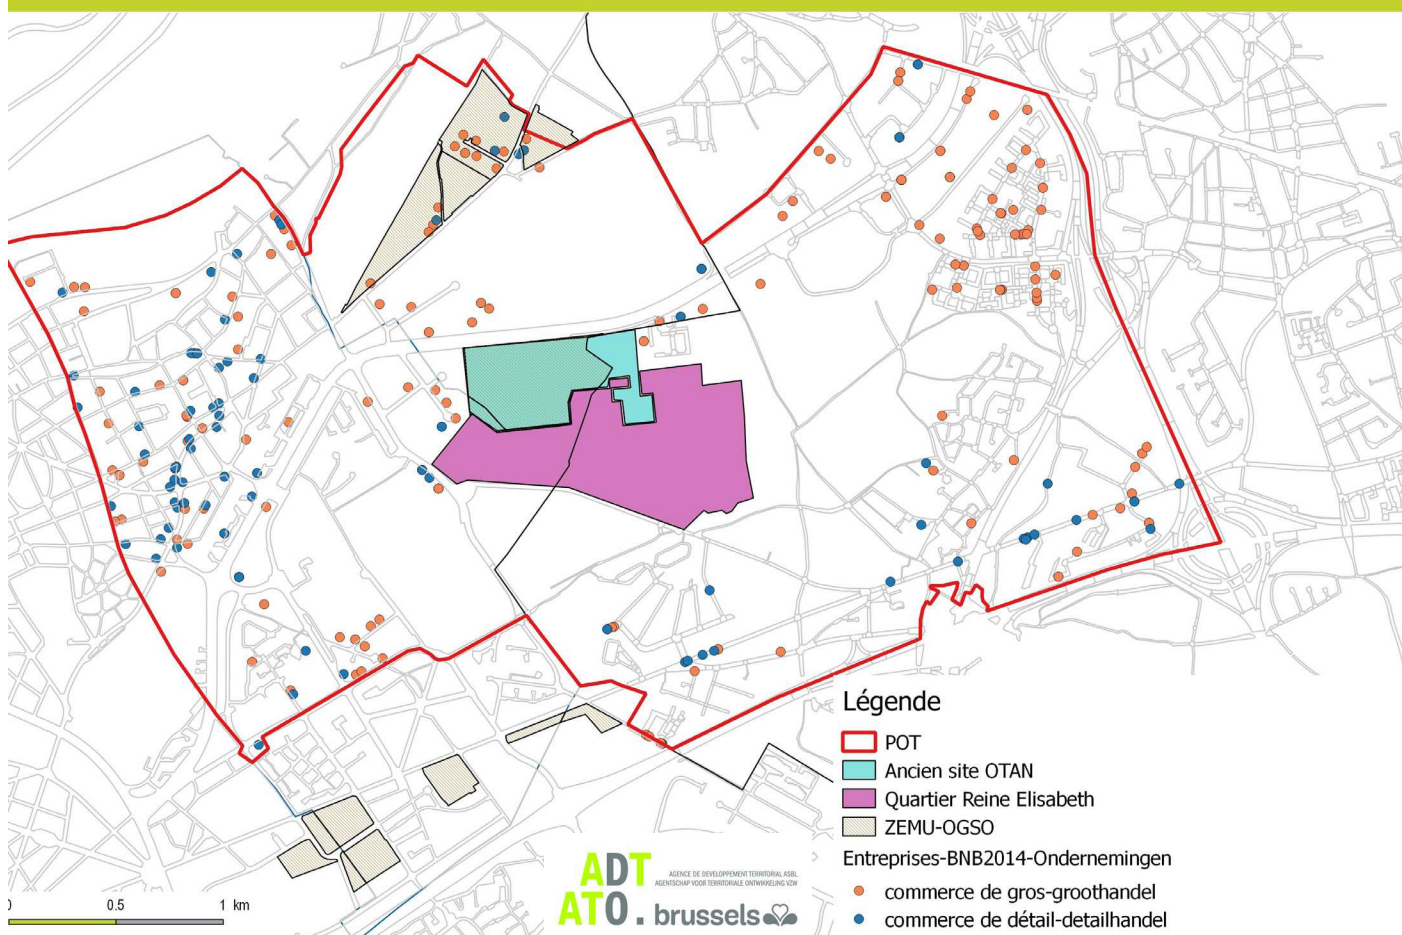 Légende
POT
Ancien site OTAN
Quartier Reine Elisabeth
ZEMU-OGSO
Entreprises-BNB2014-Ondernemingen
commerce de gros-groothandel
commerce de détail-detailhandel
0 0.5 1 km
ADT
ATO.
AGENCE DE DEVELOPPEMENT TERRITORIAL ASBL
AGENTSCHAP VOOR TERRITORIALE ONTWIKKELING VZW
brussels